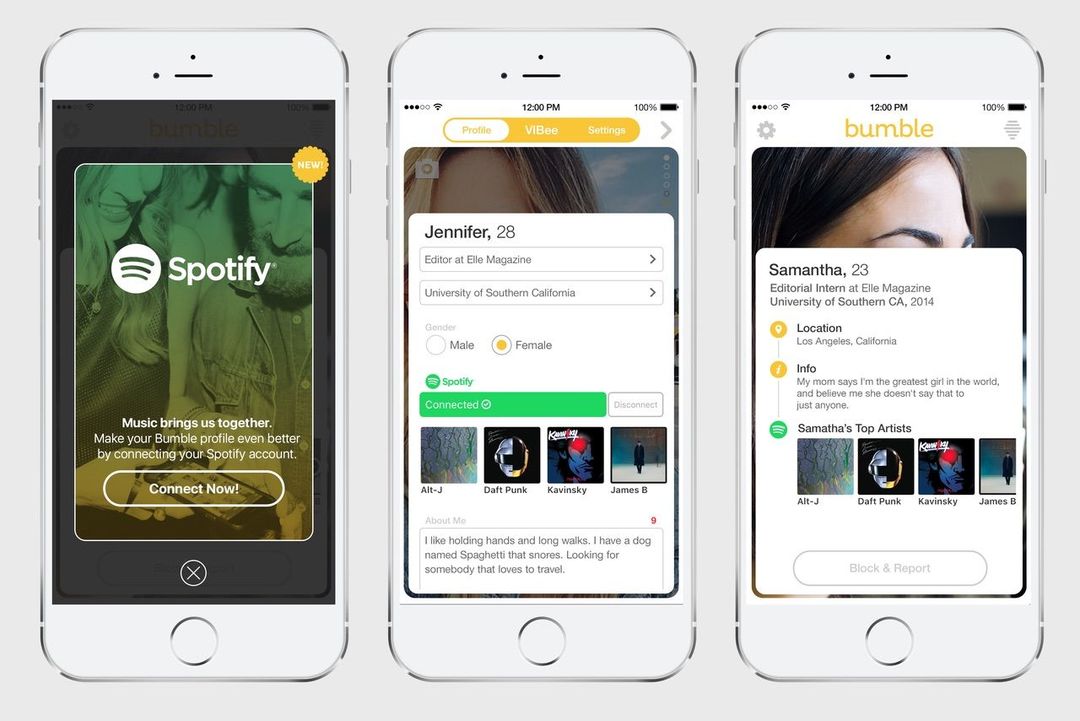 12:00 PM
100%
bumble
NEW!
Spotify®
Music brings us together.
Make your Bumble profile even better
by connecting your Spotify account.
Connect Now!
12:00 PM
100%
Profile
VIBee
Settings
Jennifer, 28
Editor at Elle Magazine
University of Southern California
Gender
Male
Female
Spotify
Connected
Disconnect
Alt-J
Daft Punk
Kavinsky
James B
About Me
9
I like holding hands and long walks. I have a dog
named Spaghetti that snores. Looking for
somebody that loves to travel.
12:00 PM
100%
bumble
Samantha, 23
Editorial Intern at Elle Magazine
University of Southern CA, 2014
Location
Los Angeles, California
Info
My mom says I'm the greatest girl in the world,
and believe me she doesn't say that to
just anyone.
Samatha's Top Artists
KAVINSKY
Alt-J
Daft Punk
Kavinsky
James B
Block & Report